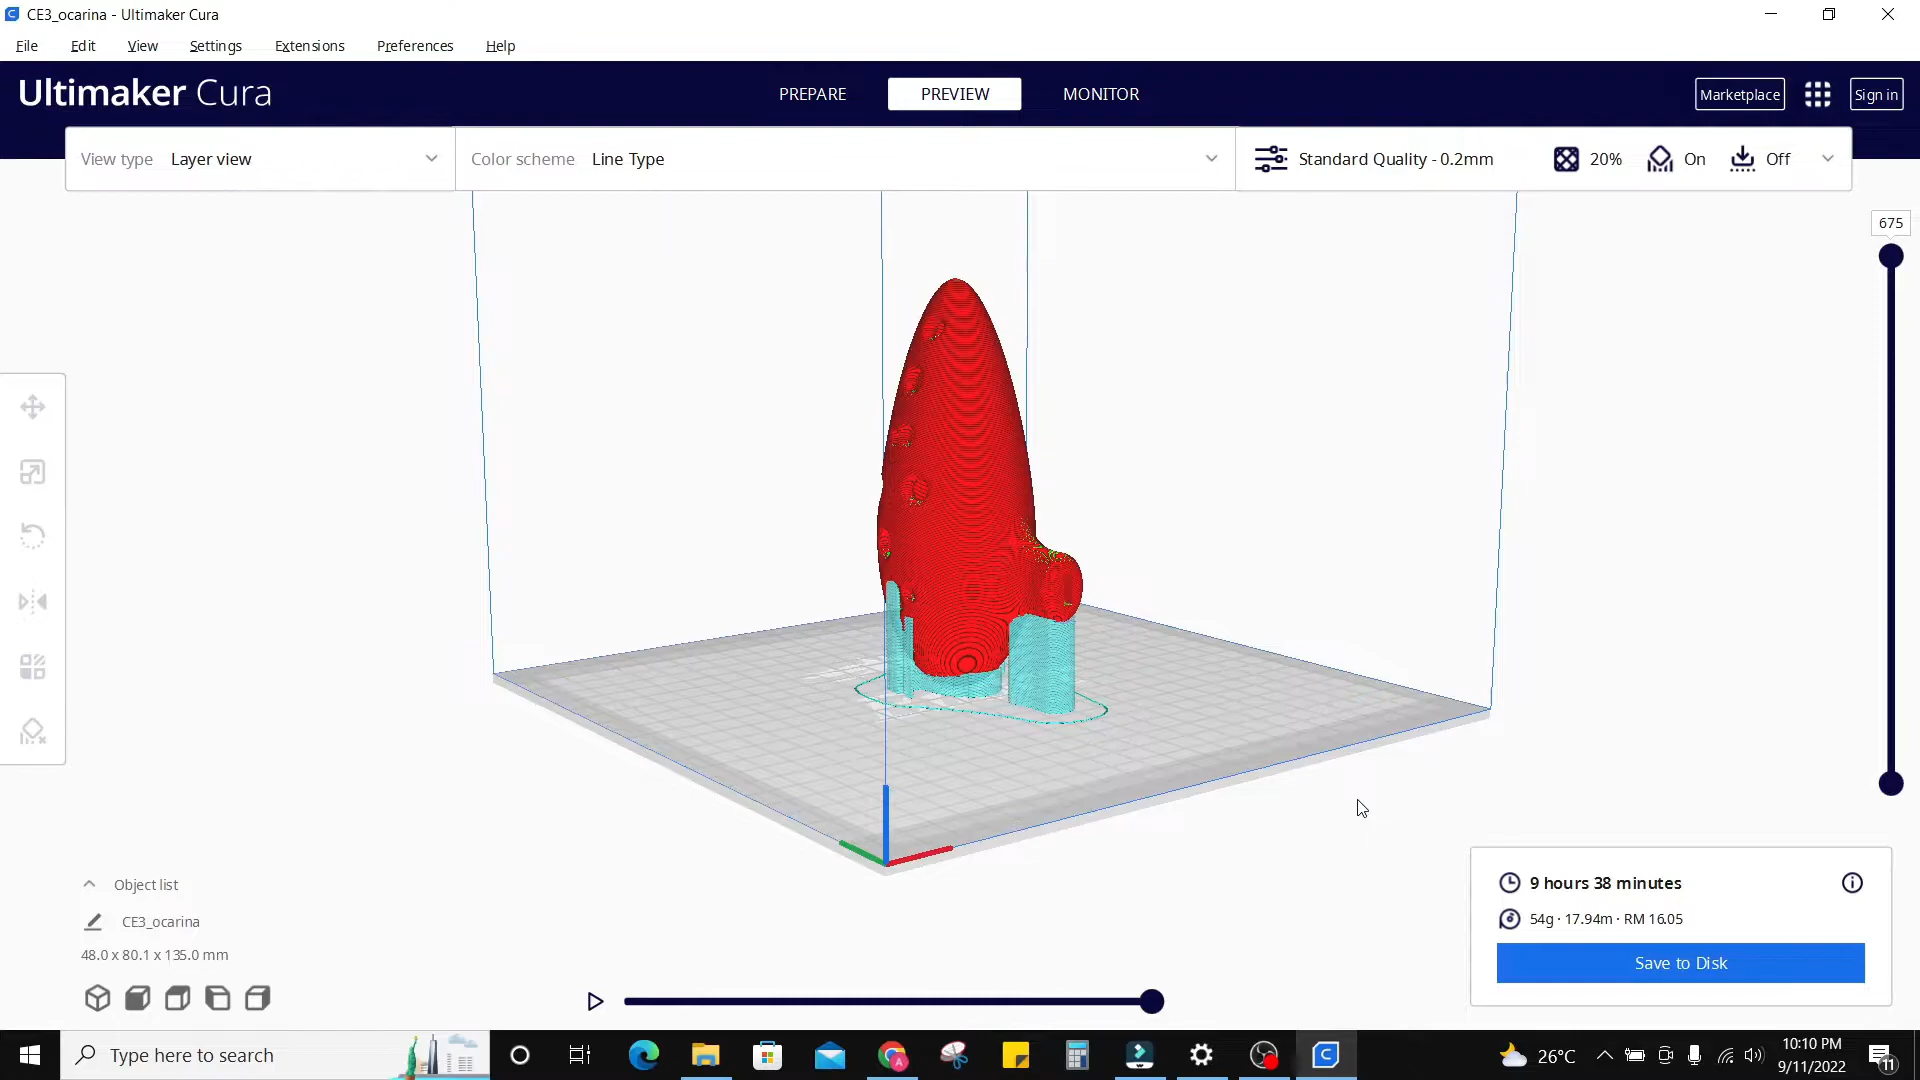 CE3_ocarina - Ultimaker Cura
File Edit View Settings Extensions Preferences Help
Ultimaker Cura
PREPARE PREVIEW MONITOR
Marketplace
Sign in
View type Layer view
Color scheme Line Type
Standard Quality - 0.2mm
20%
On
Off
675
Object list
CE3_ocarina
48.0 x 80.1 x 135.0 mm
9 hours 38 minutes
54g · 17.94m · RM 16.05
Save to Disk
Type here to search
26°C
10:10 PM
9/11/2022
11